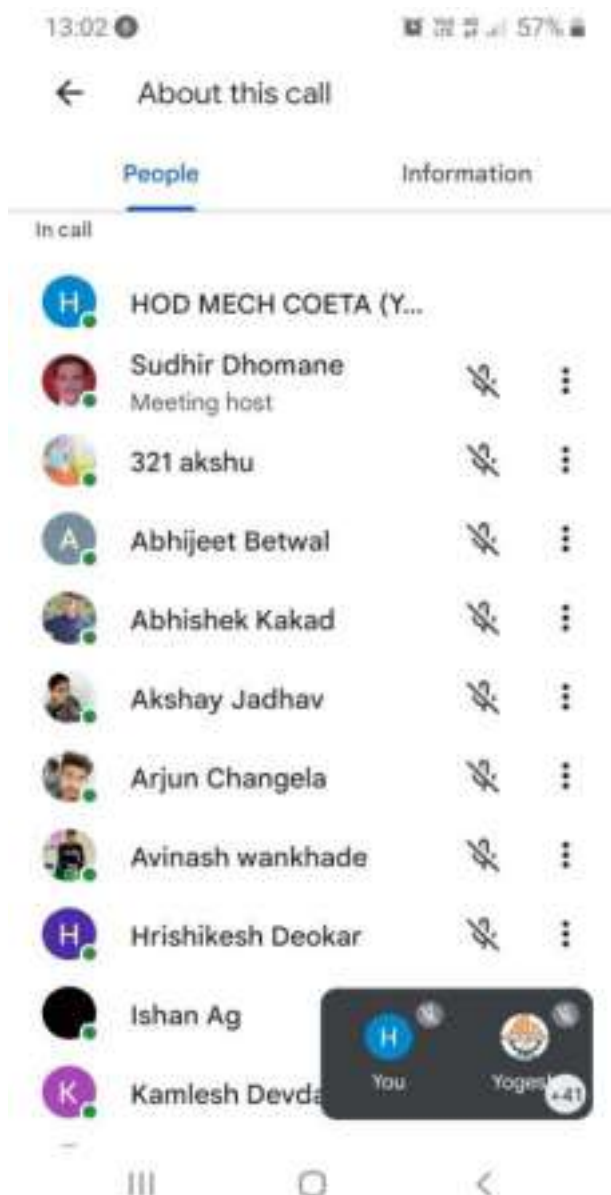 13:02 57%
About this call
People Information
In call
H HOD MECH COETA (Y...
Sudhir Dhomane
Meeting host
321 akshu
A Abhijeet Betwal
Abhishek Kakad
Akshay Jadhav
Arjun Changela
Avinash wankhade
H Hrishikesh Deokar
Ishan Ag
H
You Yogesh +41
K Kamlesh Devda